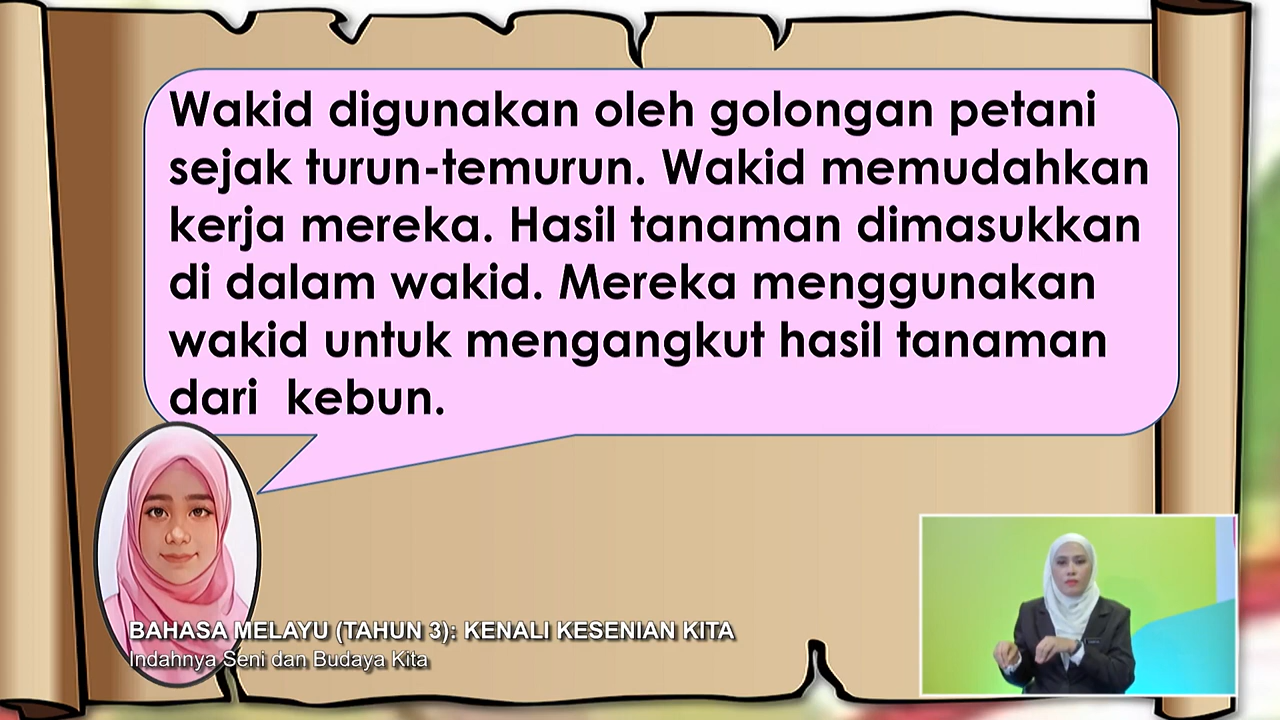 Wakid digunakan oleh golongan petani
sejak turun-temurun. Wakid memudahkan
kerja mereka. Hasil tanaman dimasukkan
di dalam wakid. Mereka menggunakan
wakid untuk mengangkut hasil tanaman
dari kebun.
BAHASA MELAYU (TAHUN 3): KENALI KESENIAN KITA
Indahnya Seni dan Budaya Kita